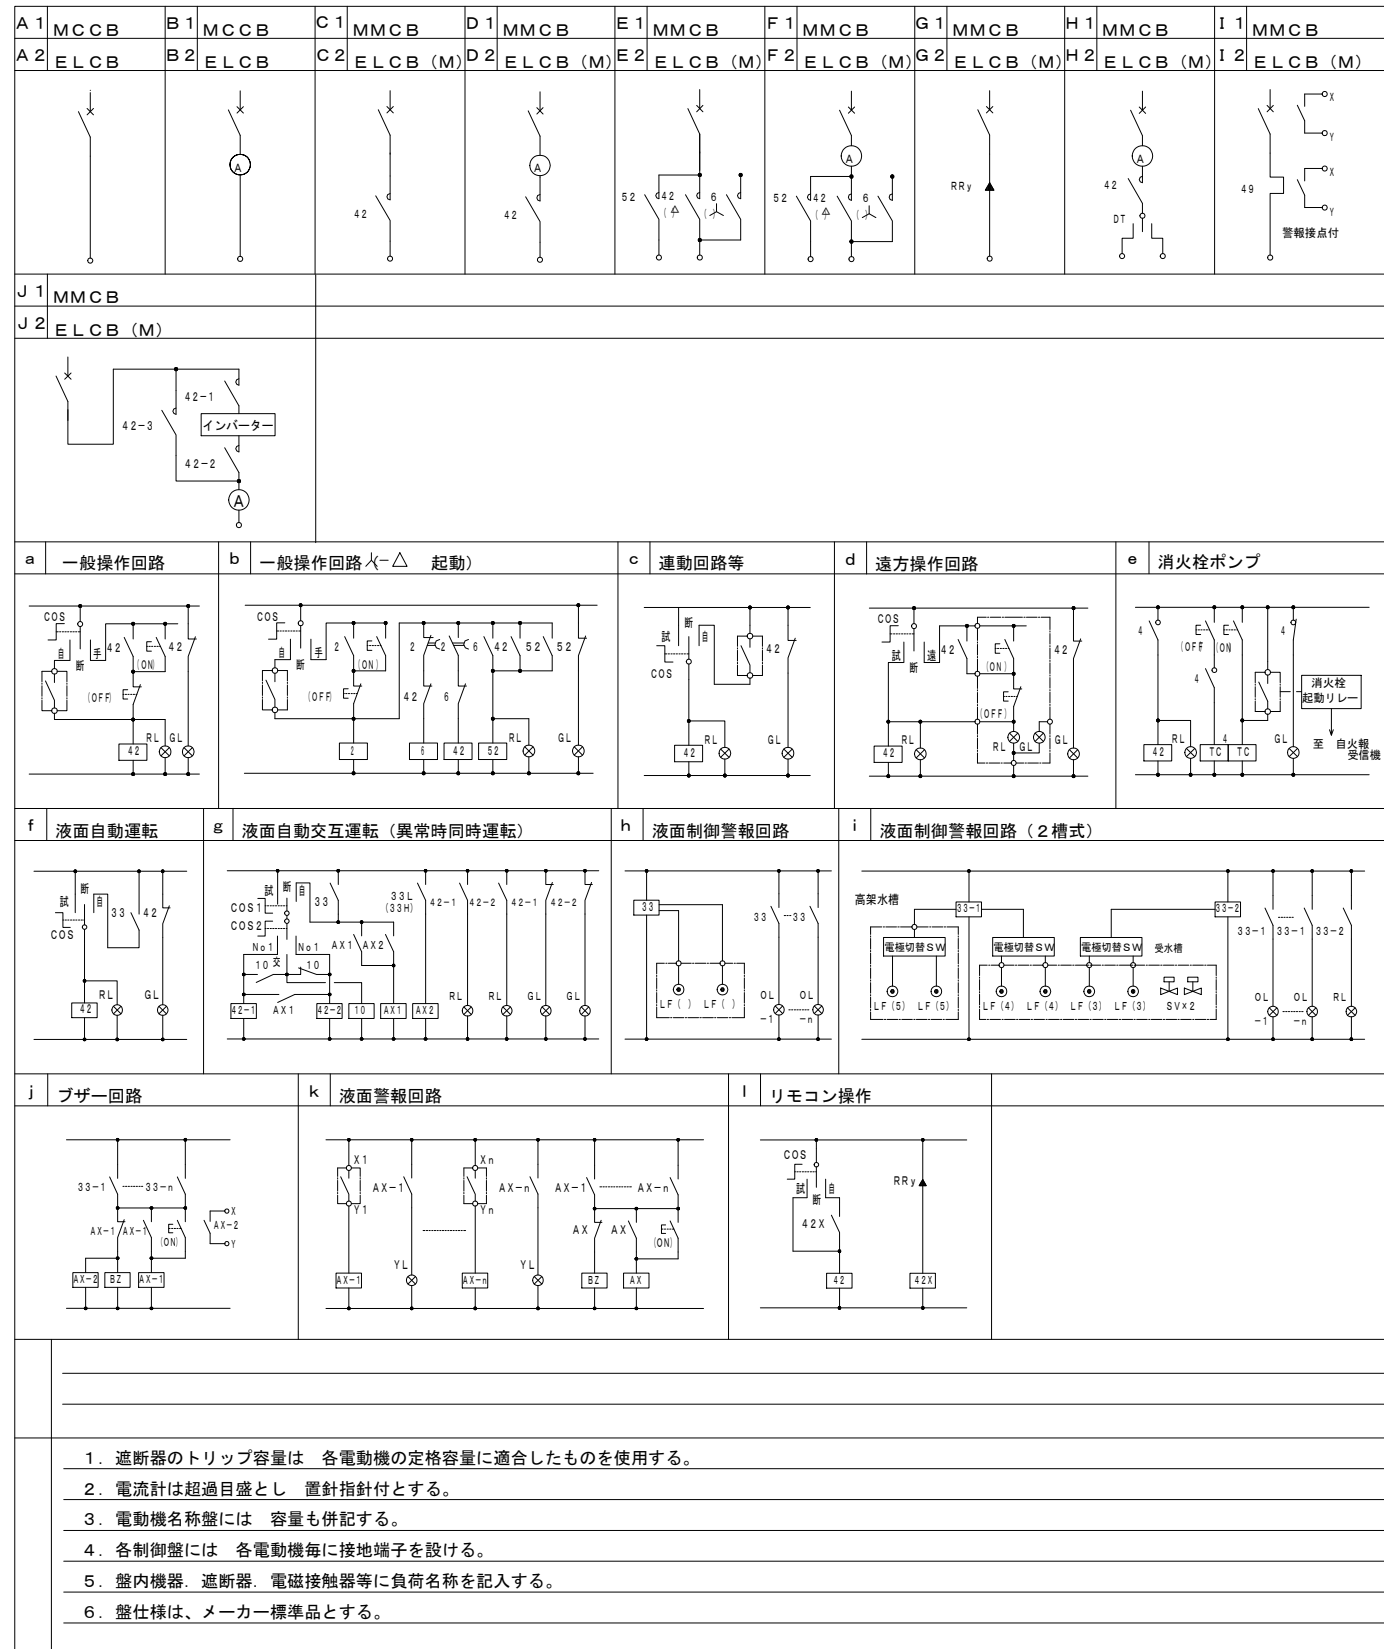 A1 MCCB B1 MCCB C1 MMCB D1 MMCB E1 MMCB F1 MMCB G1 MMCB H1 MMCB I1 MMCB
A2 ELCB B2 ELCB C2 ELCB (M) D2 ELCB (M) E2 ELCB (M) F2 ELCB (M) G2 ELCB (M) H2 ELCB (M) I2 ELCB (M)
A
42
A 42
52 42 (△) 6 (人)
A 52 42 (△) 6 (人)
RRy
A 42 DT
49 X Y X Y
警報接点付
J1 MMCB
J2 ELCB (M)
42-1
42-3 インバーター
42-2
A
a 一般操作回路
COS 自 断 手 42 (ON) 42
(OFF)
RL GL
42
b 一般操作回路(人-△ 起動)
COS 自 断 手 2 (ON) 2 2 6 42 52 52
(OFF) 42 6
RL GL
2 6 42 52
c 連動回路等
試 断 自 42
COS
RL GL
42
d 遠方操作回路
COS 試 断 遠 42 (ON) 42
(OFF)
RL RL GL GL
42
e 消火栓ポンプ
4 (OFF) (ON) 4
4 消火栓
起動リレー
RL 4 GL 至 自火報
受信機
42 TC TC
f 液面自動運転
試 断 自 33 42
COS
RL GL
42
g 液面自動交互運転(異常時同時運転)
試 断 自 33 33L (33H) 42-1 42-2 42-1 42-2
COS1
COS2
No1 No1 AX1 AX2
10 交 10
RL RL GL GL
42-1 AX1 42-2 10 AX1 AX2
h 液面制御警報回路
33 33 33
LF( ) LF( )
OL -1 OL -n
i 液面制御警報回路(2槽式)
高架水槽 33-1 33-2
電極切替SW 電極切替SW 電極切替SW 受水槽
33-1 33-1 33-2
LF(5) LF(5) LF(4) LF(4) LF(3) LF(3) SV×2
OL -1 OL -n RL
j ブザー回路
33-1 33-n
AX-1 AX-1 (ON) X AX-2 Y
AX-2 BZ AX-1
k 液面警報回路
X1 Xn
AX-1 AX-n AX-1 AX-n
Y1 Yn
AX AX (ON)
YL YL
AX-1 AX-n BZ AX
l リモコン操作
COS 試 断 自 RRy
42X
42 42X
1. 遮断器のトリップ容量は 各電動機の定格容量に適合したものを使用する。
2. 電流計は超過目盛とし 置針指針付とする。
3. 電動機名称盤には 容量も併記する。
4. 各制御盤には 各電動機毎に接地端子を設ける。
5. 盤内機器. 遮断器. 電磁接触器等に負荷名称を記入する。
6. 盤仕様は、メーカー標準品とする。